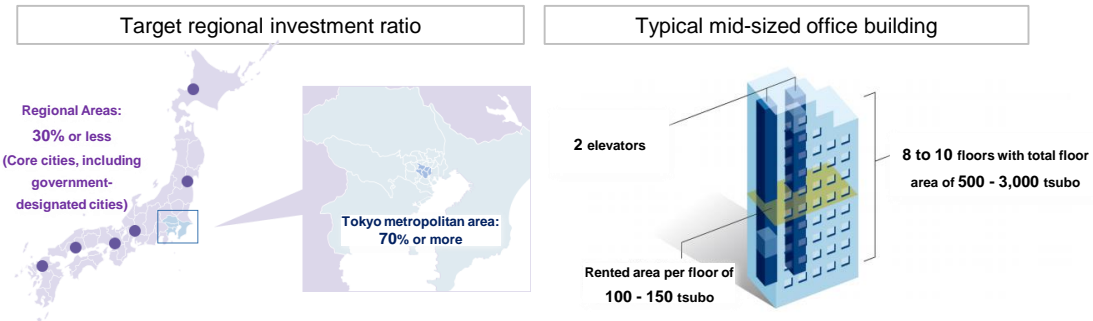 Target regional investment ratio
Typical mid-sized office building
Regional Areas:
30% or less
(Core cities, including
government-
designated cities)
Tokyo metropolitan area:
70% or more
2 elevators
8 to 10 floors with total floor
area of 500 - 3,000 tsubo
Rented area per floor of
100 - 150 tsubo